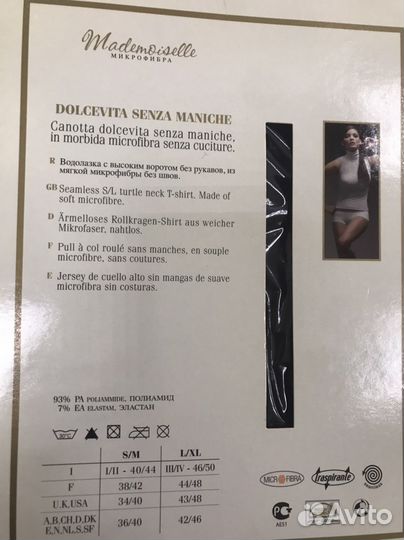 Mademoiselle
МИКРОФИБРА
DOLCEVITA SENZA MANICHE
Canotta dolcevita senza maniche,
in morbida microfibra senza cuciture.
R Водолазка с высоким воротом без рукавов, из
мягкой микрофибры без швов.
GB Seamless S/L turtle neck T-shirt. Made of
soft microfibre.
D Ärmelloses Rollkragen-Shirt aus weicher
Mikrofaser, nahtlos.
F Pull à col roulé sans manches, en souple
microfibre, sans coutures.
E Jersey de cuello alto sin mangas de suave
microfibra sin costuras.
93% PA POLIAMMIDE, ПОЛИАМИД
7% EA ELASTAM, ЭЛАСТАН
30°C
S/M L/XL
I I/II - 40/44 III/IV - 46/50
F 38/42 44/48
U.K,USA 34/40 43/48
A,B,CH,D,DK
E,N,NL,S,SF 36/40 42/46
MICRO FIBRA
traspirante
АЕ51
Avito